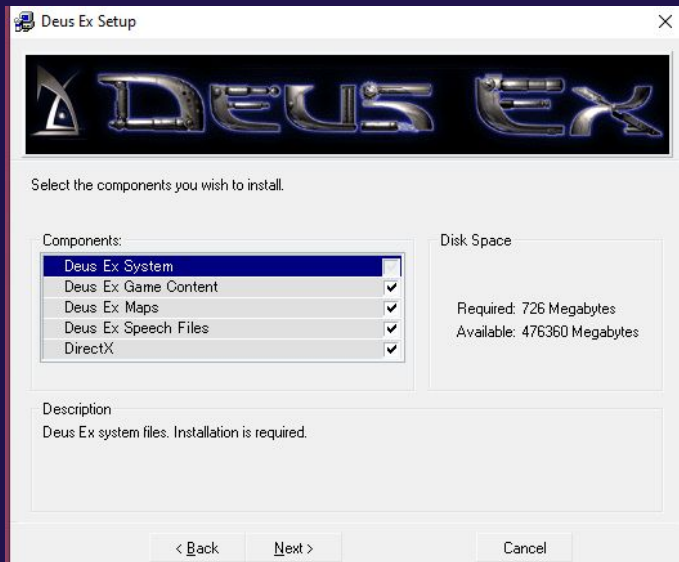 Deus Ex Setup
DEUS EX
Select the components you wish to install.
Components:
Deus Ex System
Deus Ex Game Content
Deus Ex Maps
Deus Ex Speech Files
DirectX
Disk Space
Required: 726 Megabytes
Available: 476360 Megabytes
Description
Deus Ex system files. Installation is required.
< Back
Next >
Cancel